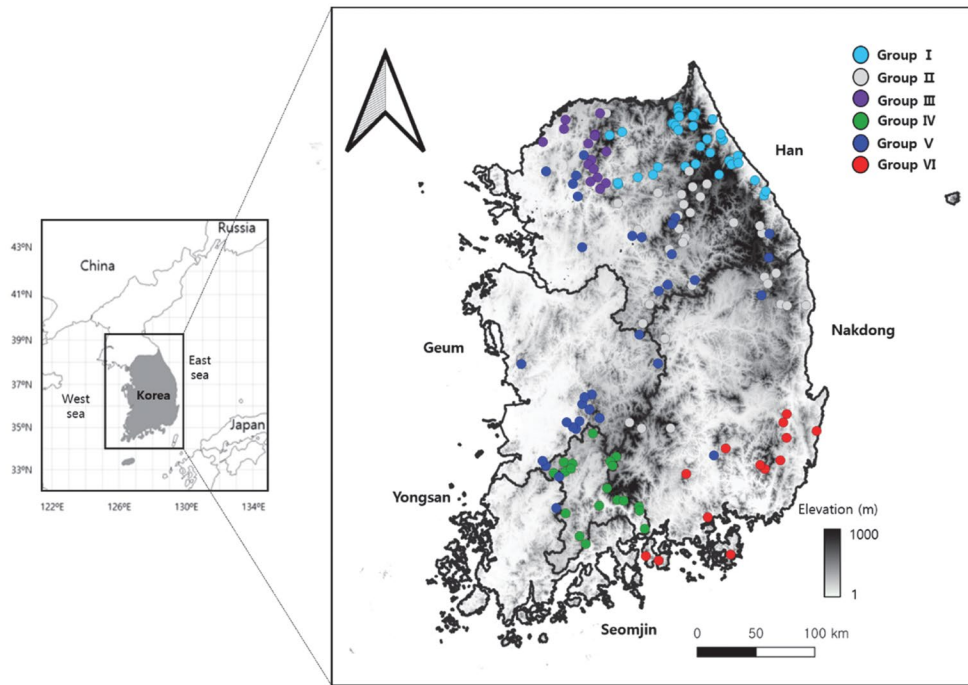 Group Ⅰ
Group Ⅱ
Group Ⅲ
Group Ⅳ
Group Ⅴ
Group Ⅵ
Han
Nakdong
Geum
Yongsan
Seomjin
Elevation (m)
1000
1
0 50 100 km
Russia
China
East
sea
Korea
West
sea
Japan
43°N
41°N
39°N
37°N
35°N
33°N
122°E 126°E 130°E 134°E